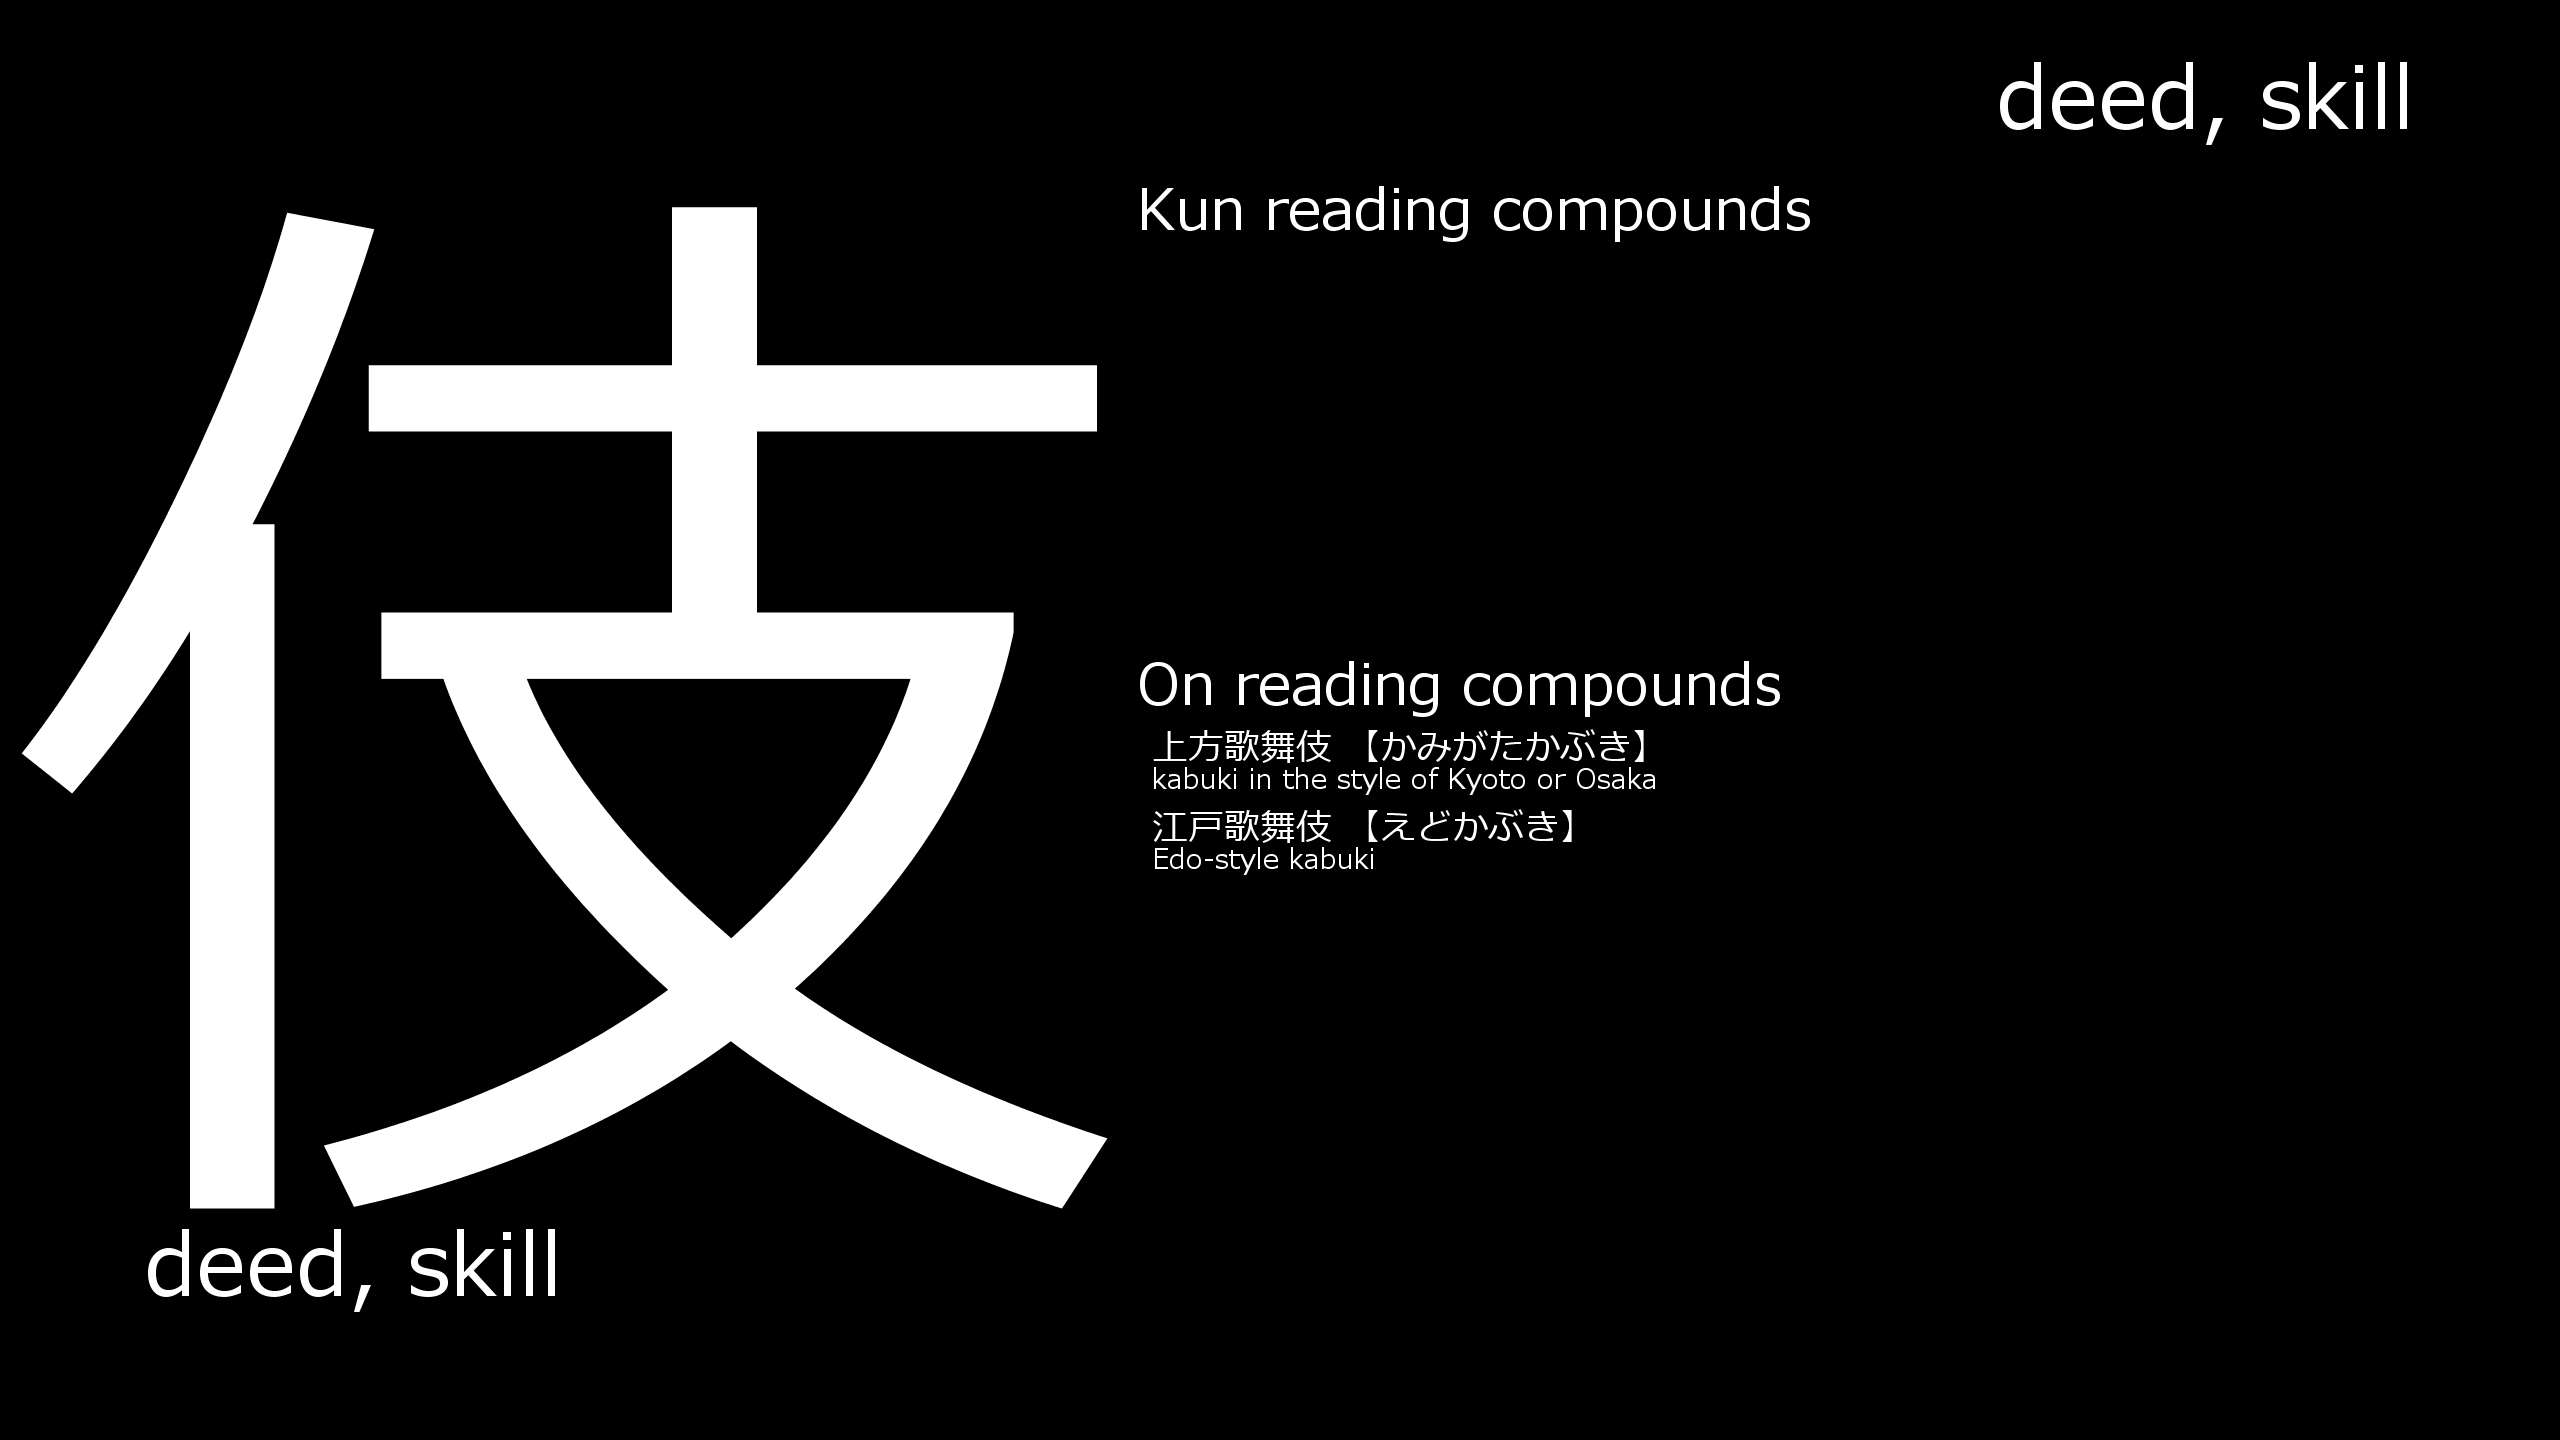 deed, skill
伎
Kun reading compounds
On reading compounds
上方歌舞伎 【かみがたかぶき】
kabuki in the style of Kyoto or Osaka
江戸歌舞伎 【えどかぶき】
Edo-style kabuki
deed, skill